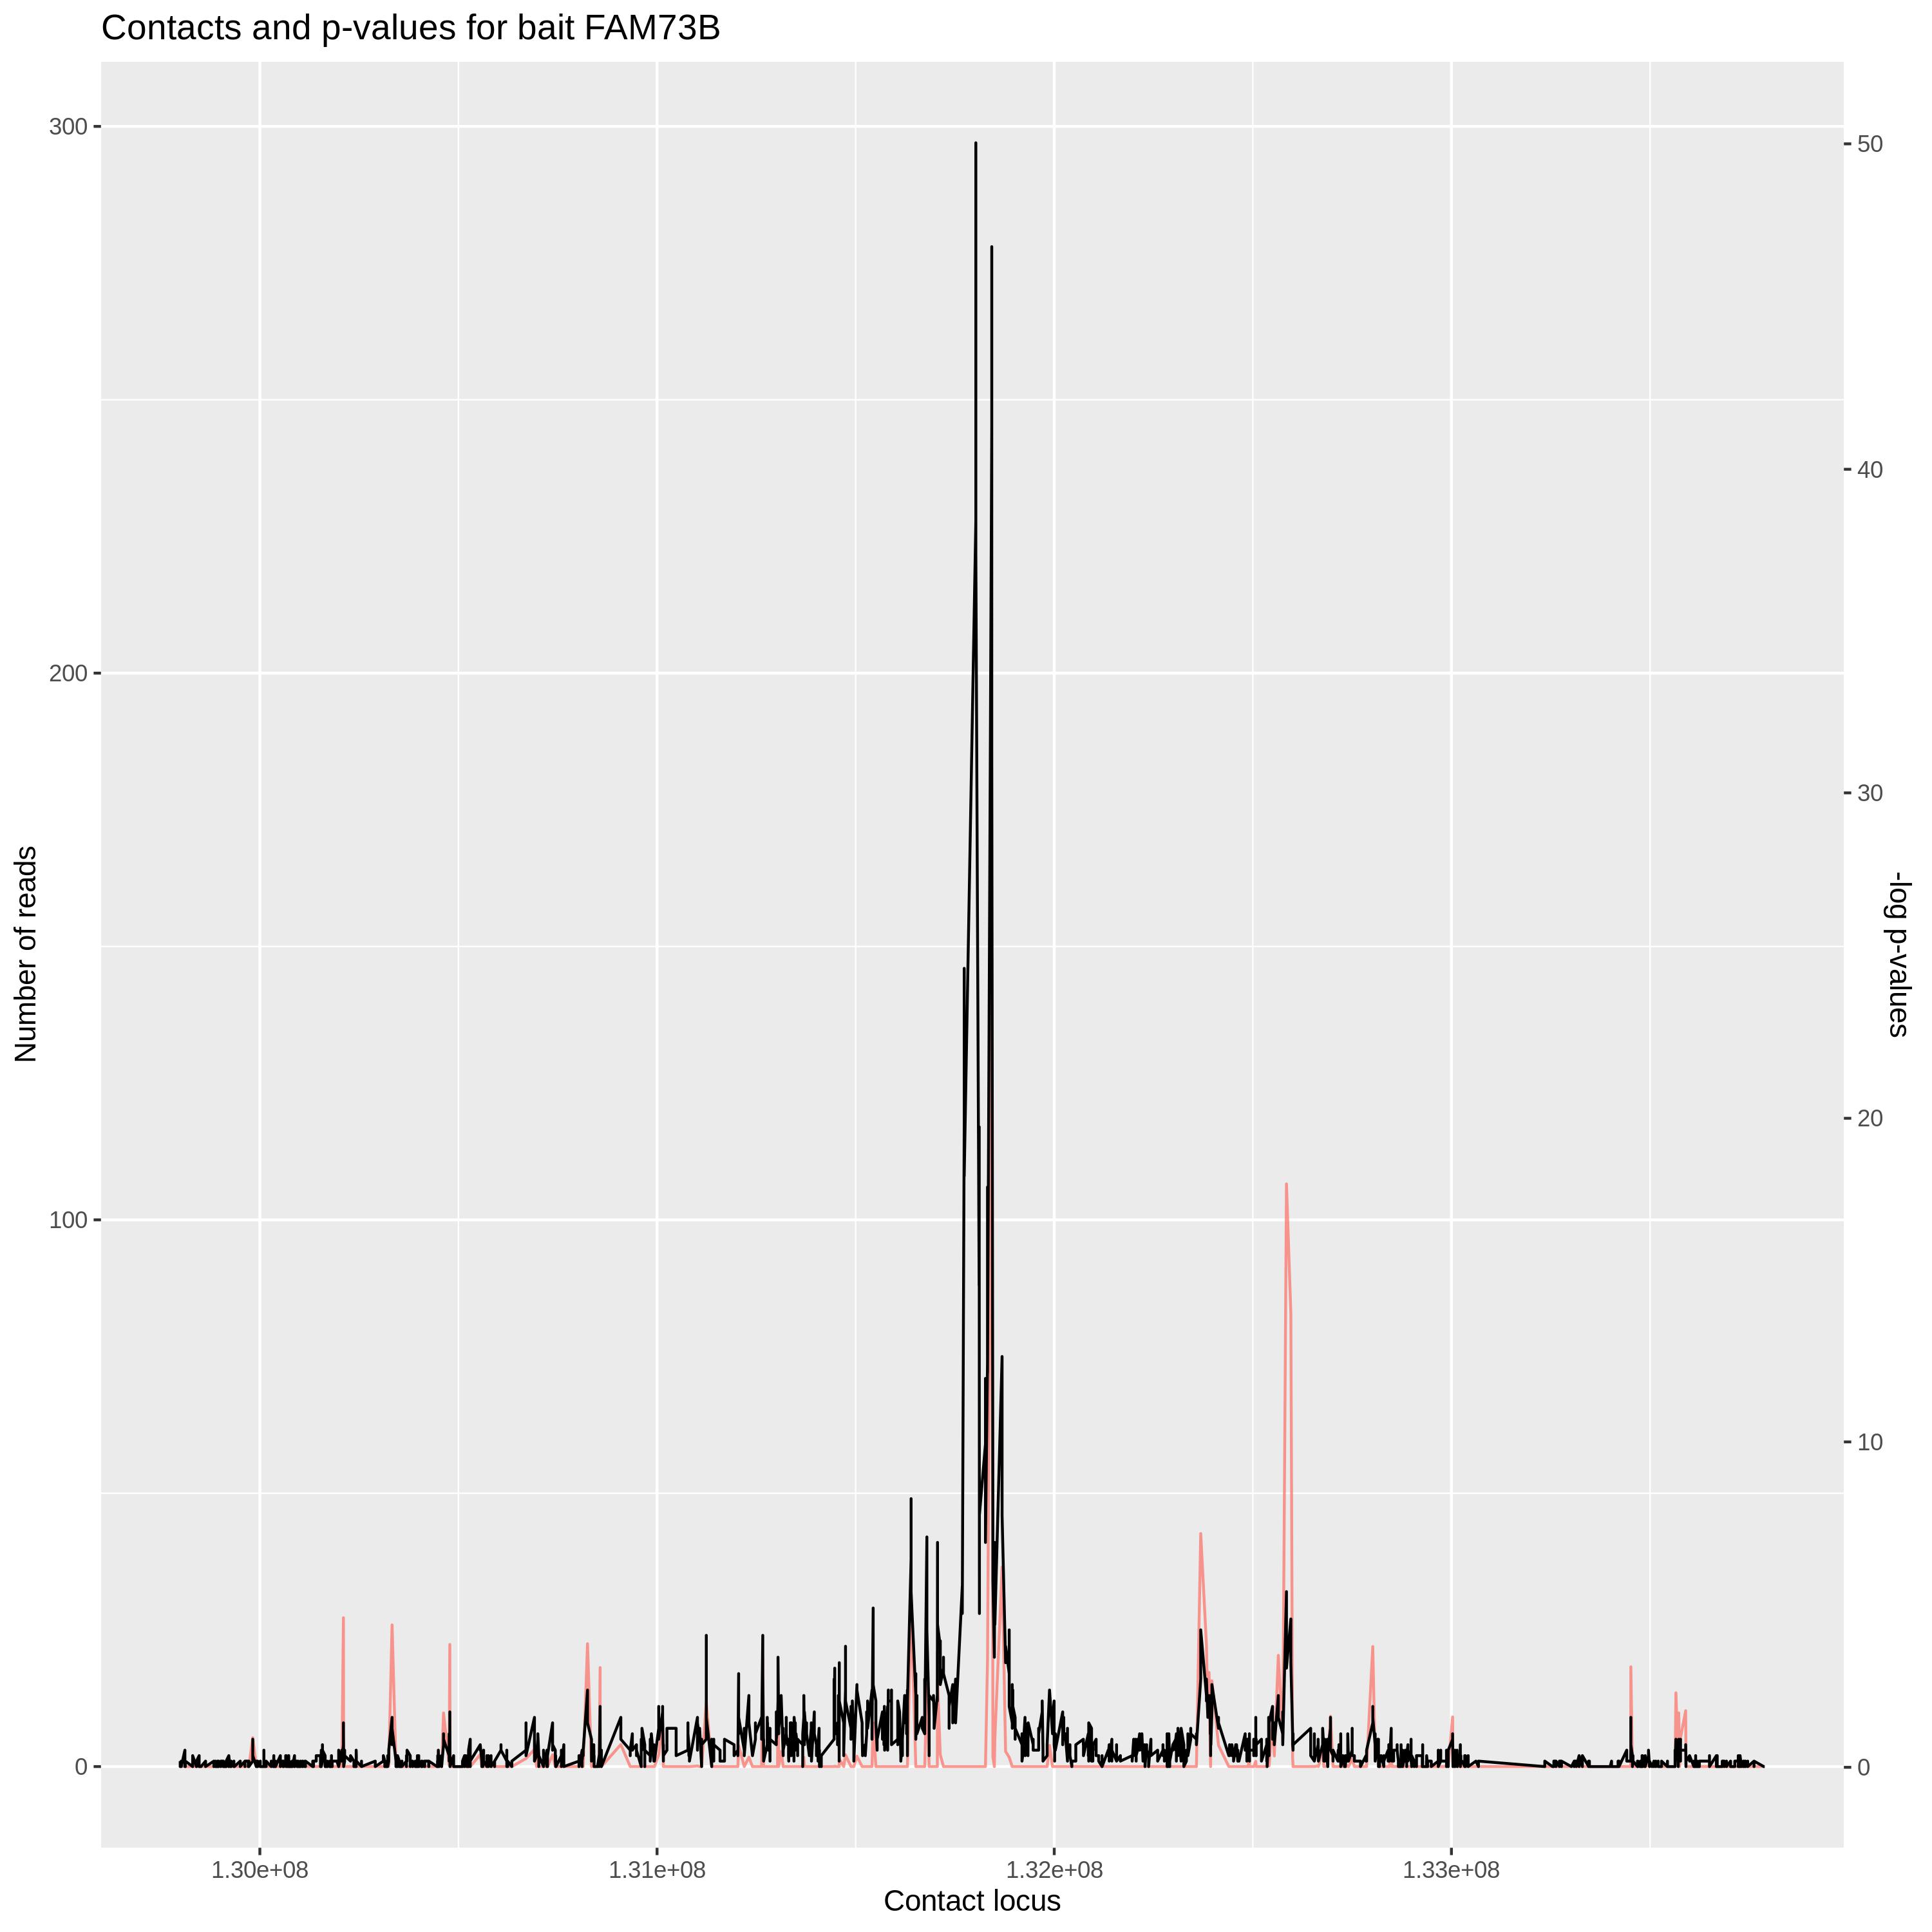 Contacts and p-values for bait FAM73B
300
200
100
0
50
40
30
20
10
0
Number of reads
-log p-values
1.30e+08
1.31e+08
1.32e+08
1.33e+08
Contact locus